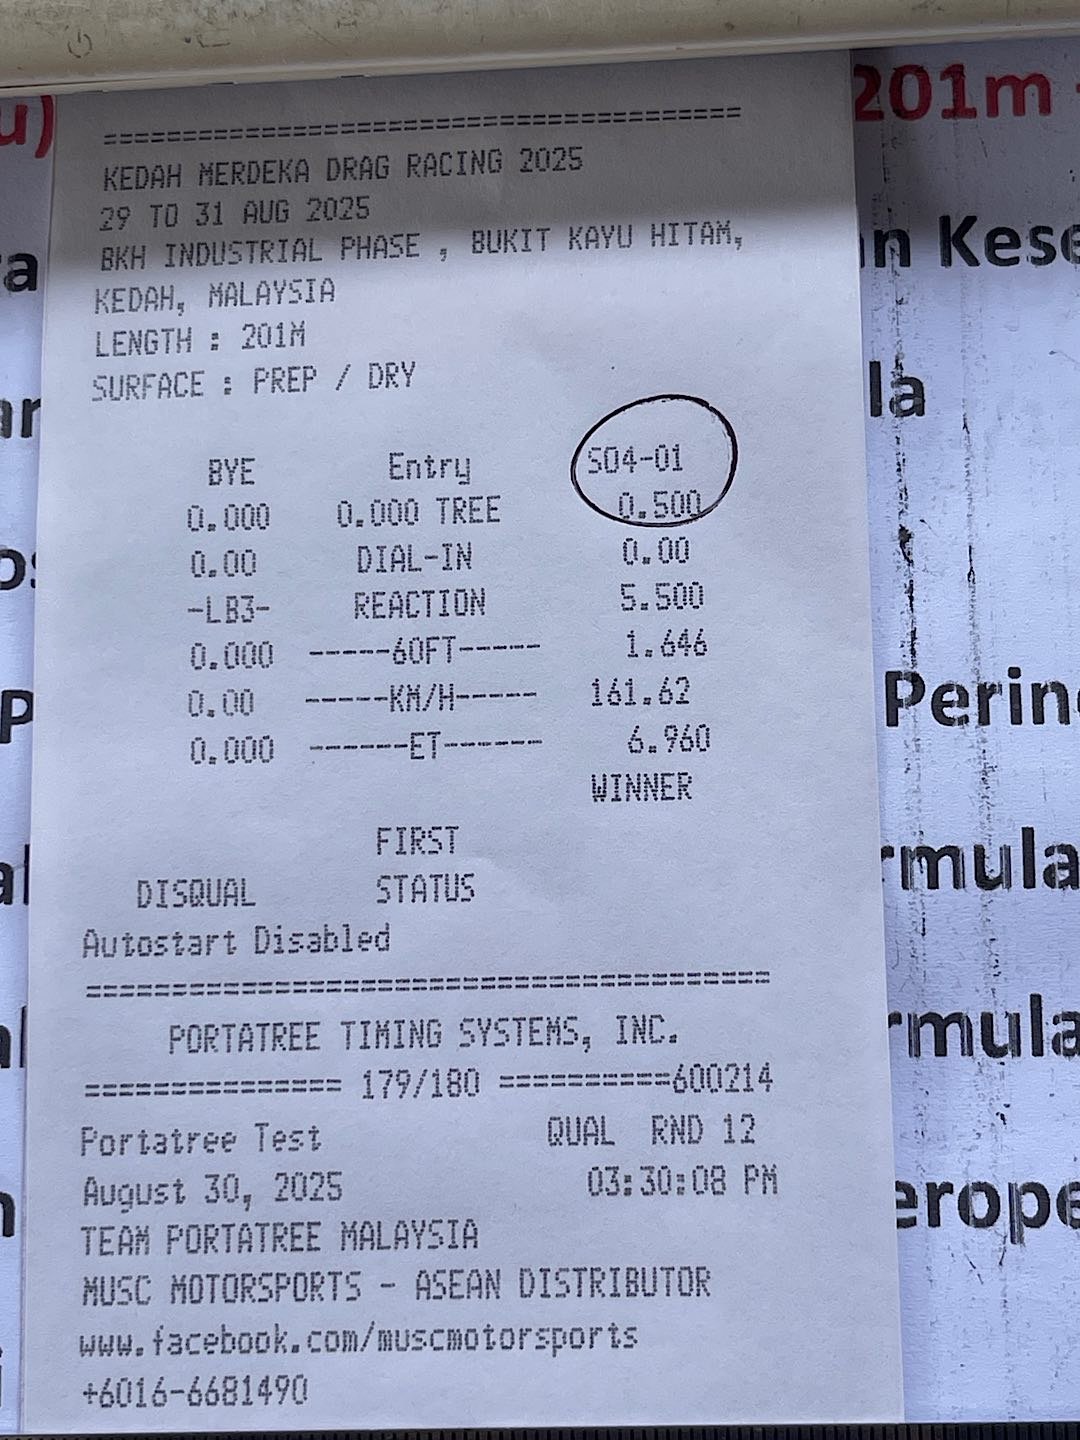 201m
=======================================
KEDAH MERDEKA DRAG RACING 2025
29 TO 31 AUG 2025
BKH INDUSTRIAL PHASE , BUKIT KAYU HITAM,
KEDAH, MALAYSIA
LENGTH : 201M
SURFACE : PREP / DRY
BYE Entry S04-01
0.000 0.000 TREE 0.500
0.00 DIAL-IN 0.00
-LB3- REACTION 5.500
0.000 -----60FT----- 1.646
0.00 -----KM/H----- 161.62
0.000 ------ET------ 6.960
WINNER
FIRST
DISQUAL STATUS
Autostart Disabled
========================================
PORTATREE TIMING SYSTEMS, INC.
=============== 179/180 ==========600214
Portatree Test QUAL RND 12
August 30, 2025 03:30:08 PM
TEAM PORTATREE MALAYSIA
MUSC MOTORSPORTS - ASEAN DISTRIBUTOR
www.facebook.com/muscmotorsports
+6016-6681490